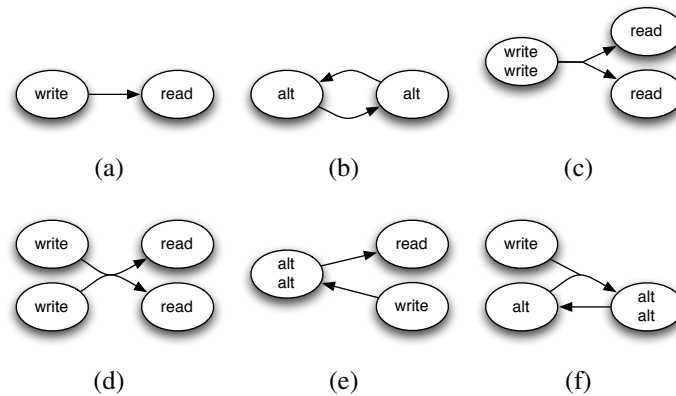 write read
alt alt
write
write
read
read
(a) (b) (c)
write read
write read
alt
alt
read
write
write
alt
alt
alt
(d) (e) (f)